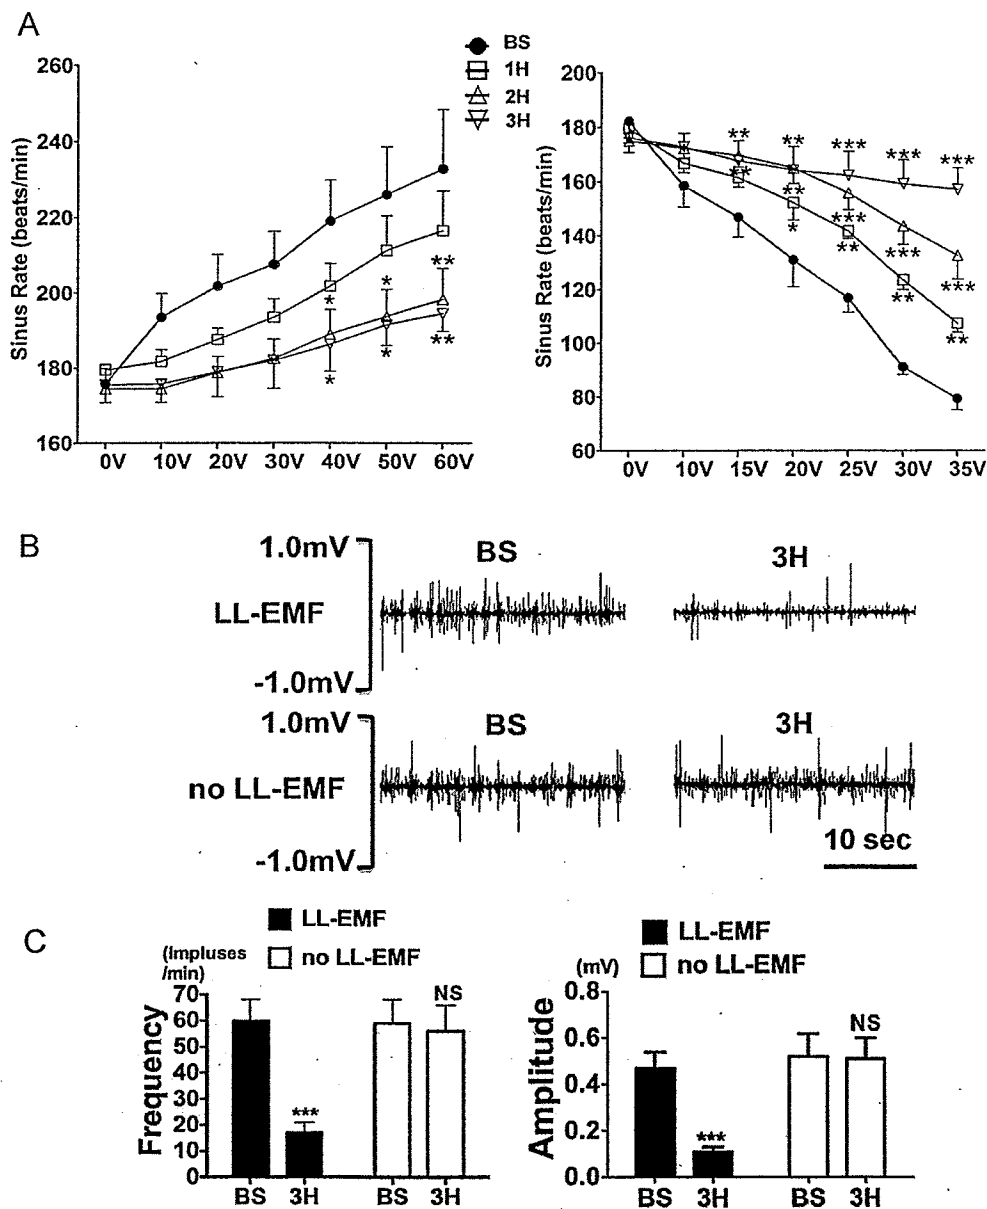 A
BS
1H
2H
3H
260
240
220
200
180
160
Sinus Rate (beats/min)
* * **
* * **
0V 10V 20V 30V 40V 50V 60V
200
180
160
140
120
100
80
60
Sinus Rate (beats/min)
** ** *** *** ***
** ** *** *** ***
* ** ** **
0V 10V 15V 20V 25V 30V 35V
B
1.0mV
BS
3H
LL-EMF
-1.0mV
1.0mV
BS
3H
no LL-EMF
-1.0mV
10 sec
C
LL-EMF
no LL-EMF
(Impluses
/min)
Frequency
70
60
50
40
30
20
10
0
***
NS
BS 3H BS 3H
LL-EMF
no LL-EMF
(mV)
Amplitude
0.8
0.6
0.4
0.2
0.0
***
NS
BS 3H BS 3H